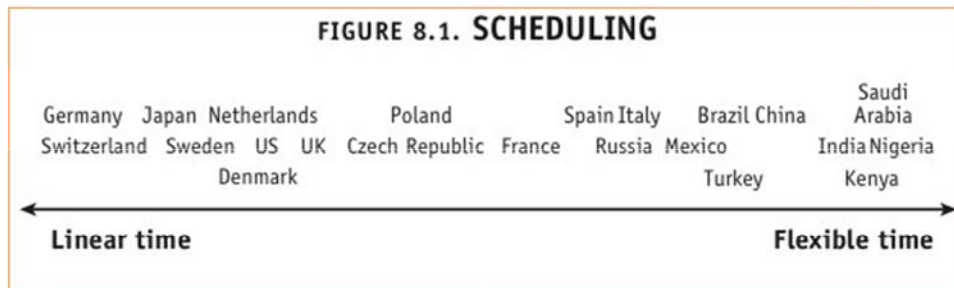 FIGURE 8.1. SCHEDULING
Saudi
Germany Japan Netherlands Poland Spain Italy Brazil China Arabia
Switzerland Sweden US UK Czech Republic France Russia Mexico India Nigeria
Denmark Turkey Kenya
Linear time Flexible time